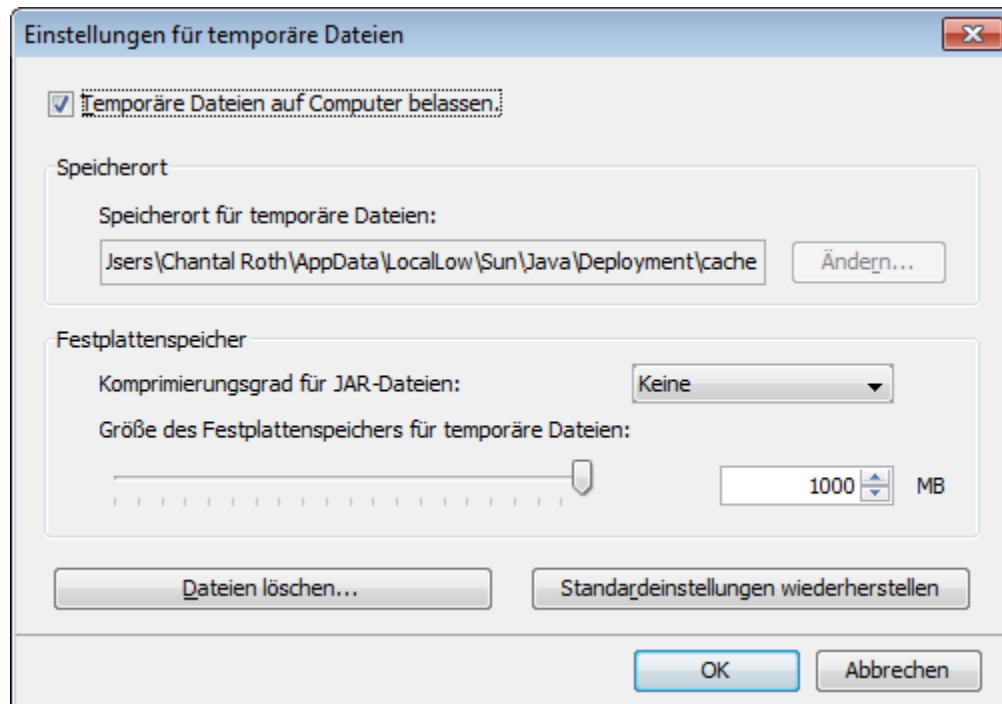 Einstellungen für temporäre Dateien
Temporäre Dateien auf Computer belassen.
Speicherort
Speicherort für temporäre Dateien:
Jsers\Chantal Roth\AppData\LocalLow\Sun\Java\Deployment\cache
Ändern...
Festplattenspeicher
Komprimierungsgrad für JAR-Dateien:
Keine
Größe des Festplattenspeichers für temporäre Dateien:
1000 MB
Dateien löschen...
Standardeinstellungen wiederherstellen
OK
Abbrechen